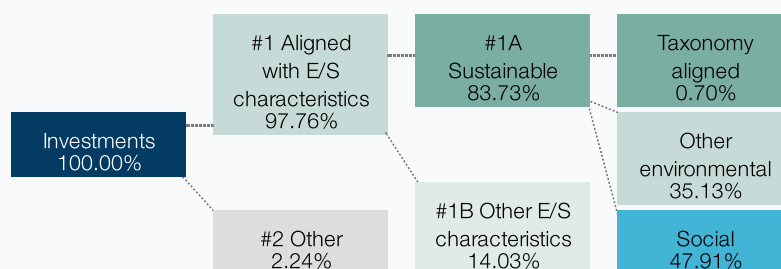 #1 Aligned
with E/S
characteristics
97.76%
#1A
Sustainable
83.73%
Taxonomy
aligned
0.70%
Investments
100.00%
Other
environmental
35.13%
#1B Other E/S
characteristics
14.03%
#2 Other
2.24%
Social
47.91%